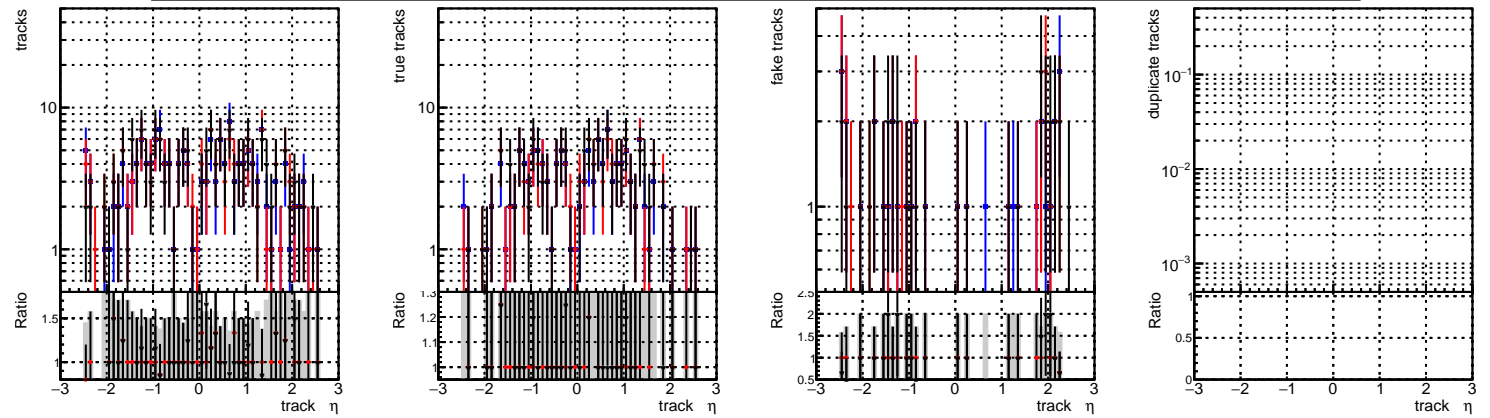 tracks
10
1
Ratio
1.5
1
−3 −2 −1 0 1 2 3
track η
true tracks
10
1
Ratio
1.3
1.2
1.1
1
−3 −2 −1 0 1 2 3
track η
fake tracks
1
Ratio
2.5
2
1.5
1
0.5
−3 −2 −1 0 1 2 3
track η
duplicate tracks
10⁻¹
10⁻²
10⁻³
Ratio
1
0.5
0
−3 −2 −1 0 1 2 3
track η